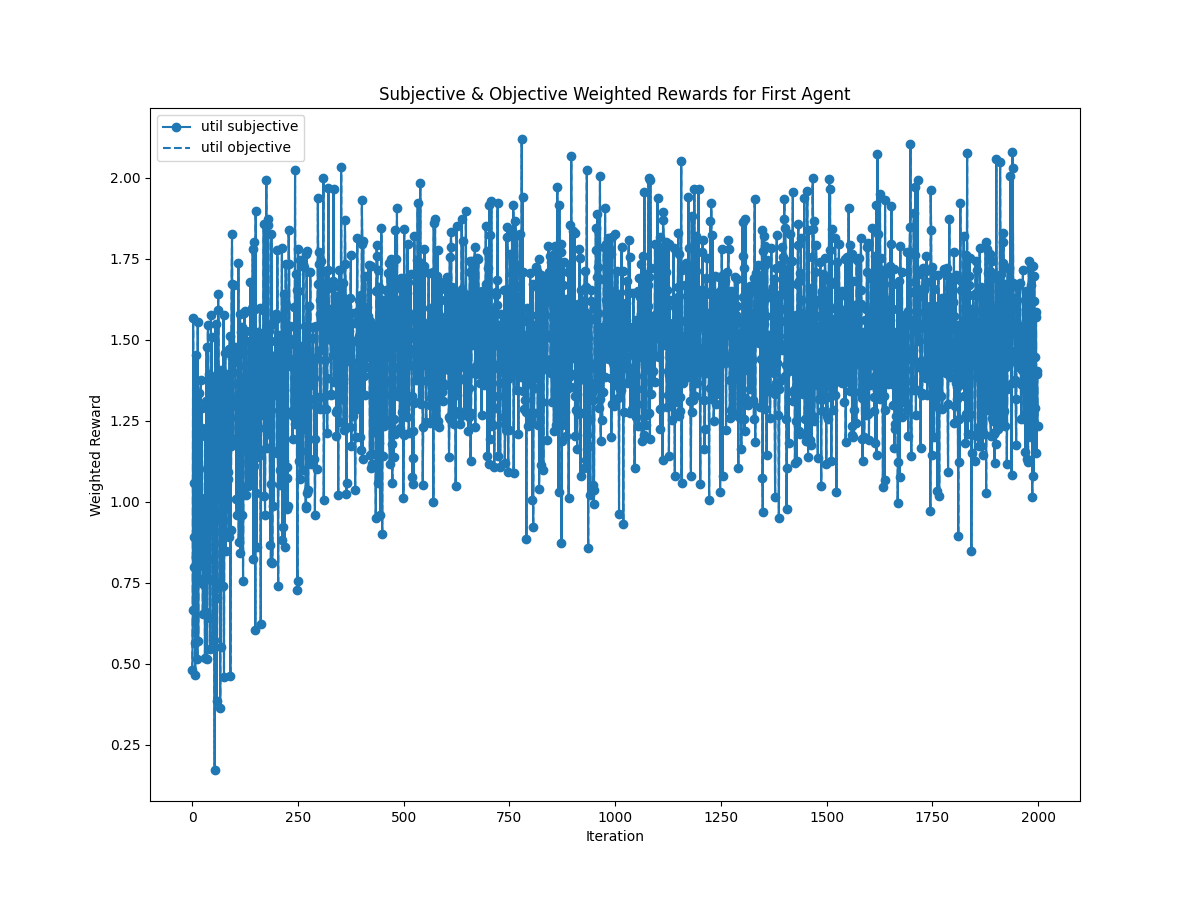 Subjective & Objective Weighted Rewards for First Agent
util subjective
util objective
2.00
1.75
1.50
1.25
1.00
0.75
0.50
0.25
Weighted Reward
0 250 500 750 1000 1250 1500 1750 2000
Iteration